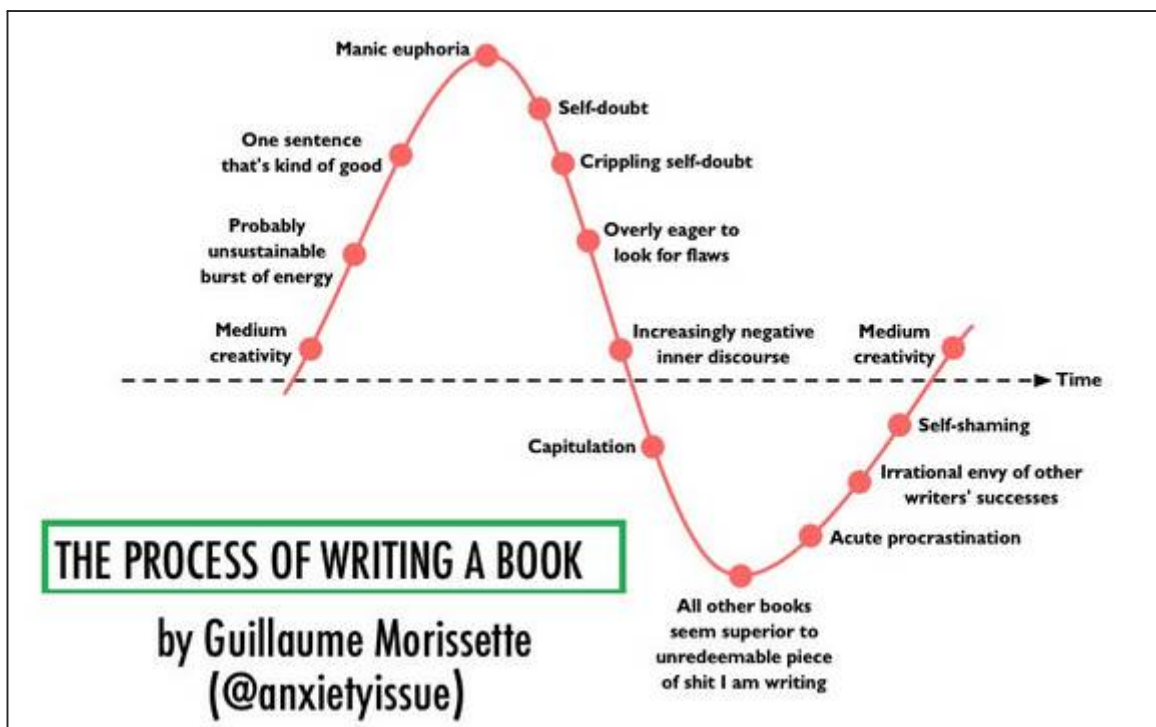 Manic euphoria
Self-doubt
One sentence
that's kind of good
Crippling self-doubt
Probably
unsustainable
burst of energy
Overly eager to
look for flaws
Medium
creativity
Increasingly negative
inner discourse
Medium
creativity
Time
Capitulation
Self-shaming
Irrational envy of other
writers' successes
Acute procrastination
All other books
seem superior to
unredeemable piece
of shit I am writing
THE PROCESS OF WRITING A BOOK
by Guillaume Morissette
(@anxietyissue)